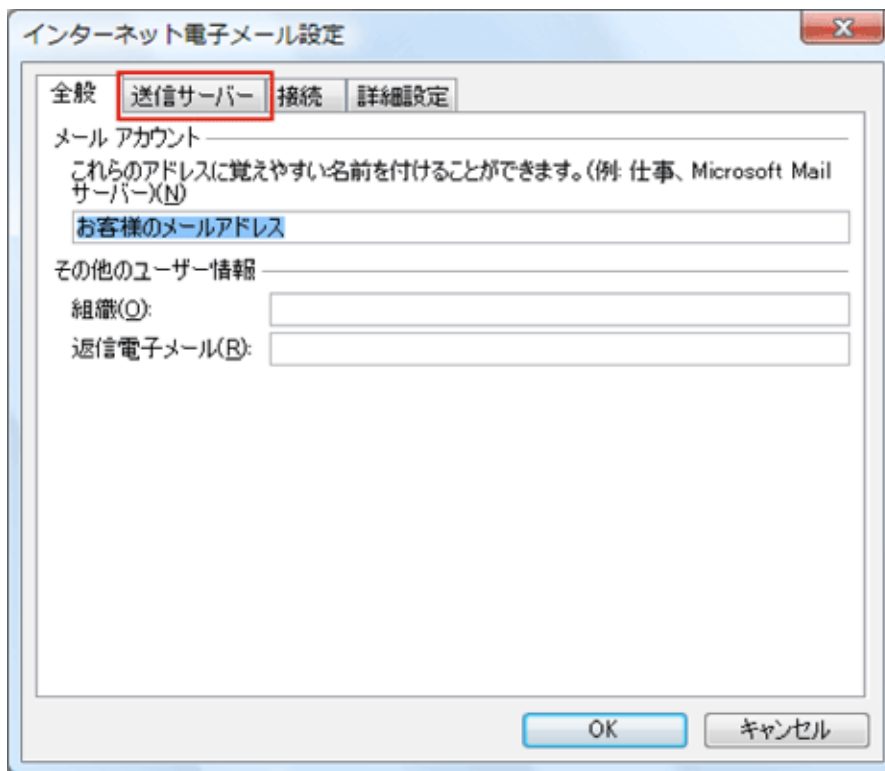 インターネット電子メール設定
全般 送信サーバー 接続 詳細設定
メール アカウント
これらのアドレスに覚えやすい名前を付けることができます。(例: 仕事、Microsoft Mail
サーバー)(N)
お客様のメールアドレス
その他のユーザー情報
組織(O):
返信電子メール(R):
OK キャンセル